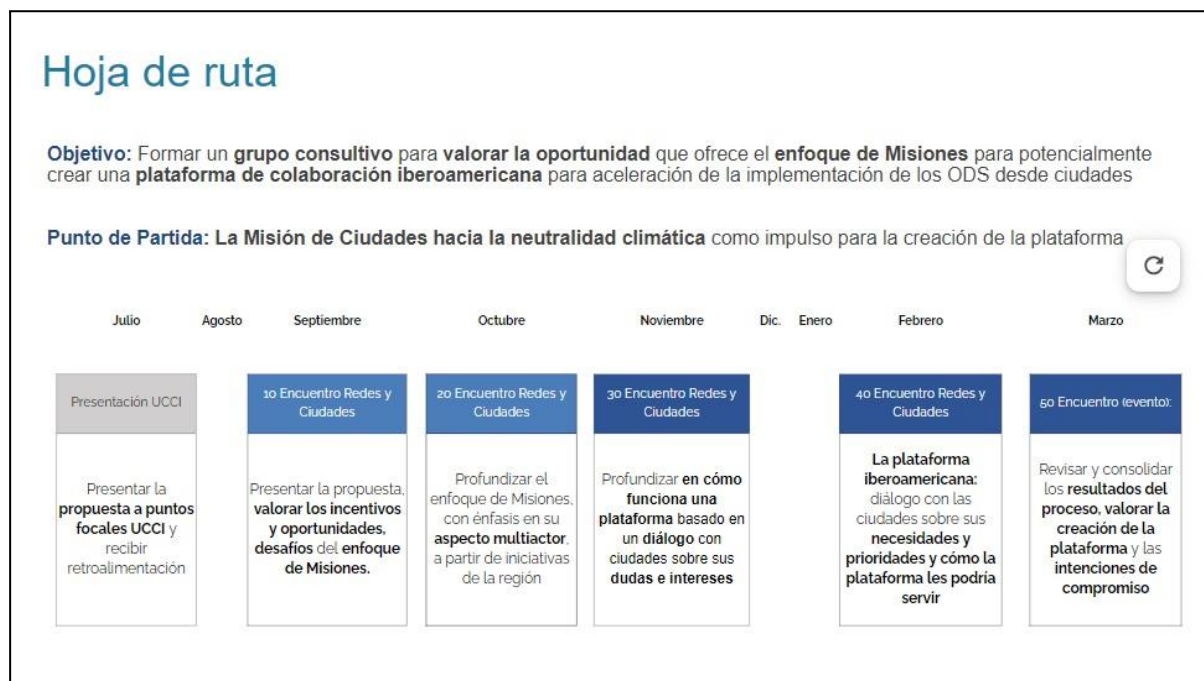 Hoja de ruta
Objetivo: Formar un grupo consultivo para valorar la oportunidad que ofrece el enfoque de Misiones para potencialmente
crear una plataforma de colaboración iberoamericana para aceleración de la implementación de los ODS desde ciudades
Punto de Partida: La Misión de Ciudades hacia la neutralidad climática como impulso para la creación de la plataforma
Julio Agosto Septiembre Octubre Noviembre Dic. Enero Febrero Marzo
Presentación UCCI
Presentar la
propuesta a puntos
focales UCCI y
recibir
retroalimentación
1o Encuentro Redes y
Ciudades
Presentar la propuesta,
valorar los incentivos
y oportunidades,
desafíos del enfoque
de Misiones.
2o Encuentro Redes y
Ciudades
Profundizar el
enfoque de Misiones,
con énfasis en su
aspecto multiactor,
a partir de iniciativas
de la región
3o Encuentro Redes y
Ciudades
Profundizar en cómo
funciona una
plataforma basado en
un diálogo con
ciudades sobre sus
dudas e intereses
4o Encuentro Redes y
Ciudades
La plataforma
iberoamericana:
diálogo con las
ciudades sobre sus
necesidades y
prioridades y cómo la
plataforma les podría
servir
5o Encuentro (evento):
Revisar y consolidar
los resultados del
proceso, valorar la
creación de la
plataforma y las
intenciones de
compromiso